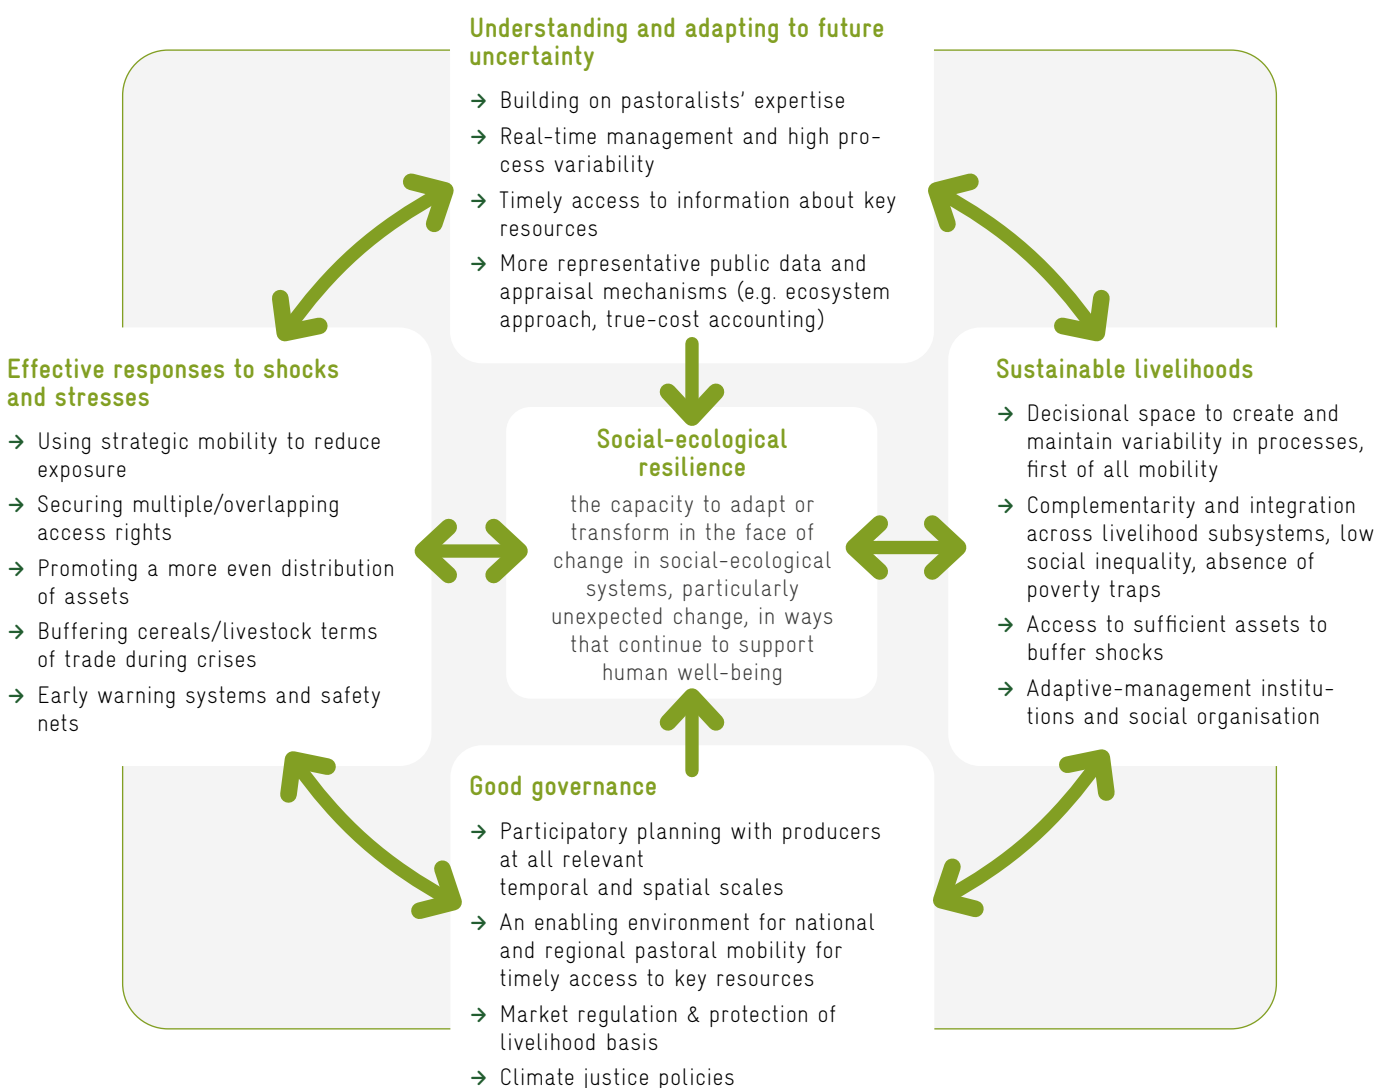 Understanding and adapting to future
uncertainty
→ Building on pastoralists' expertise
→ Real-time management and high pro-
cess variability
→ Timely access to information about key
resources
→ More representative public data and
appraisal mechanisms (e.g. ecosystem
approach, true-cost accounting)
Effective responses to shocks
and stresses
→ Using strategic mobility to reduce
exposure
→ Securing multiple/overlapping
access rights
→ Promoting a more even distribution
of assets
→ Buffering cereals/livestock terms
of trade during crises
→ Early warning systems and safety
nets
Social-ecological
resilience
the capacity to adapt or
transform in the face of
change in social-ecological
systems, particularly
unexpected change, in ways
that continue to support
human well-being
Sustainable livelihoods
→ Decisional space to create and
maintain variability in processes,
first of all mobility
→ Complementarity and integration
across livelihood subsystems, low
social inequality, absence of
poverty traps
→ Access to sufficient assets to
buffer shocks
→ Adaptive-management institu-
tions and social organisation
Good governance
→ Participatory planning with producers
at all relevant
temporal and spatial scales
→ An enabling environment for national
and regional pastoral mobility for
timely access to key resources
→ Market regulation & protection of
livelihood basis
→ Climate justice policies